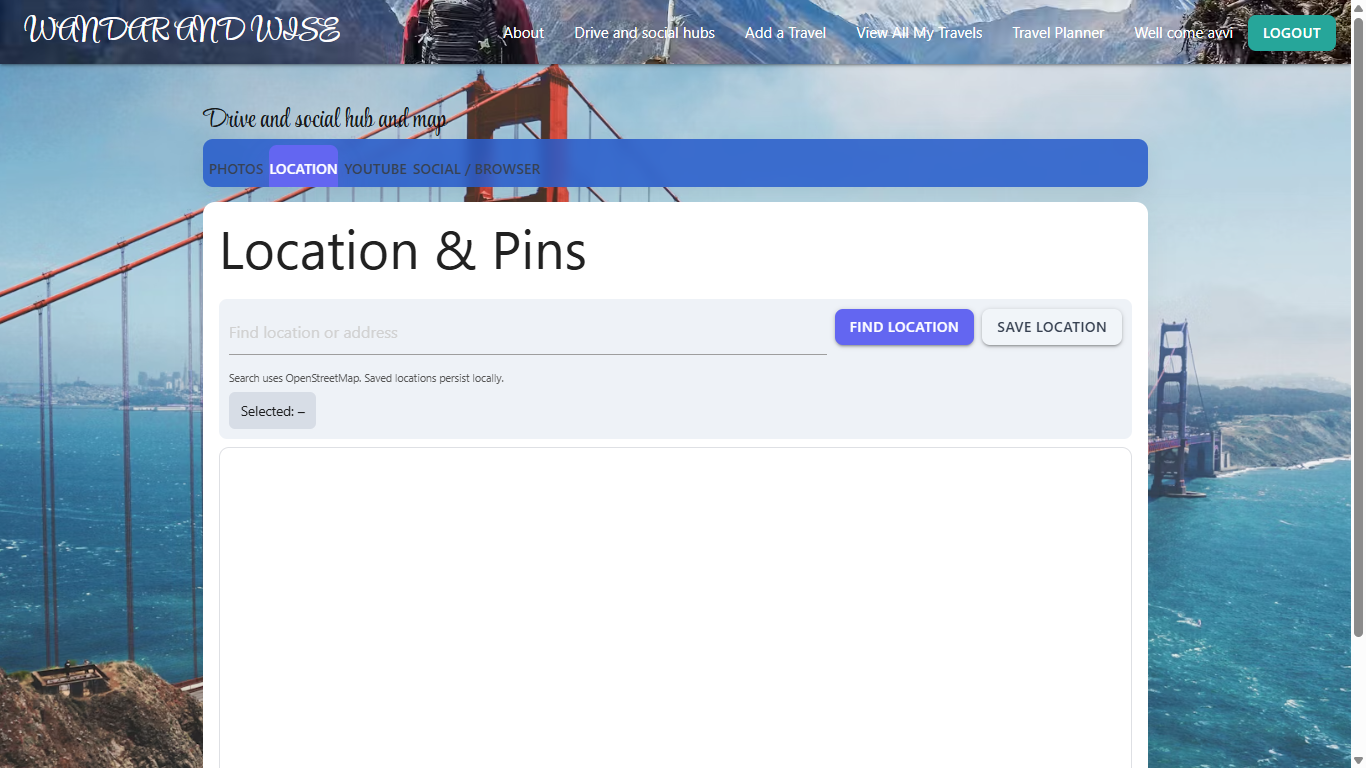 WANDAR AND WISE
About
Drive and social hubs
Add a Travel
View All My Travels
Travel Planner
Well come avvi
LOGOUT
Drive and social hub and map
PHOTOS
LOCATION
YOUTUBE
SOCIAL / BROWSER
Location & Pins
Find location or address
FIND LOCATION
SAVE LOCATION
Search uses OpenStreetMap. Saved locations persist locally.
Selected: –